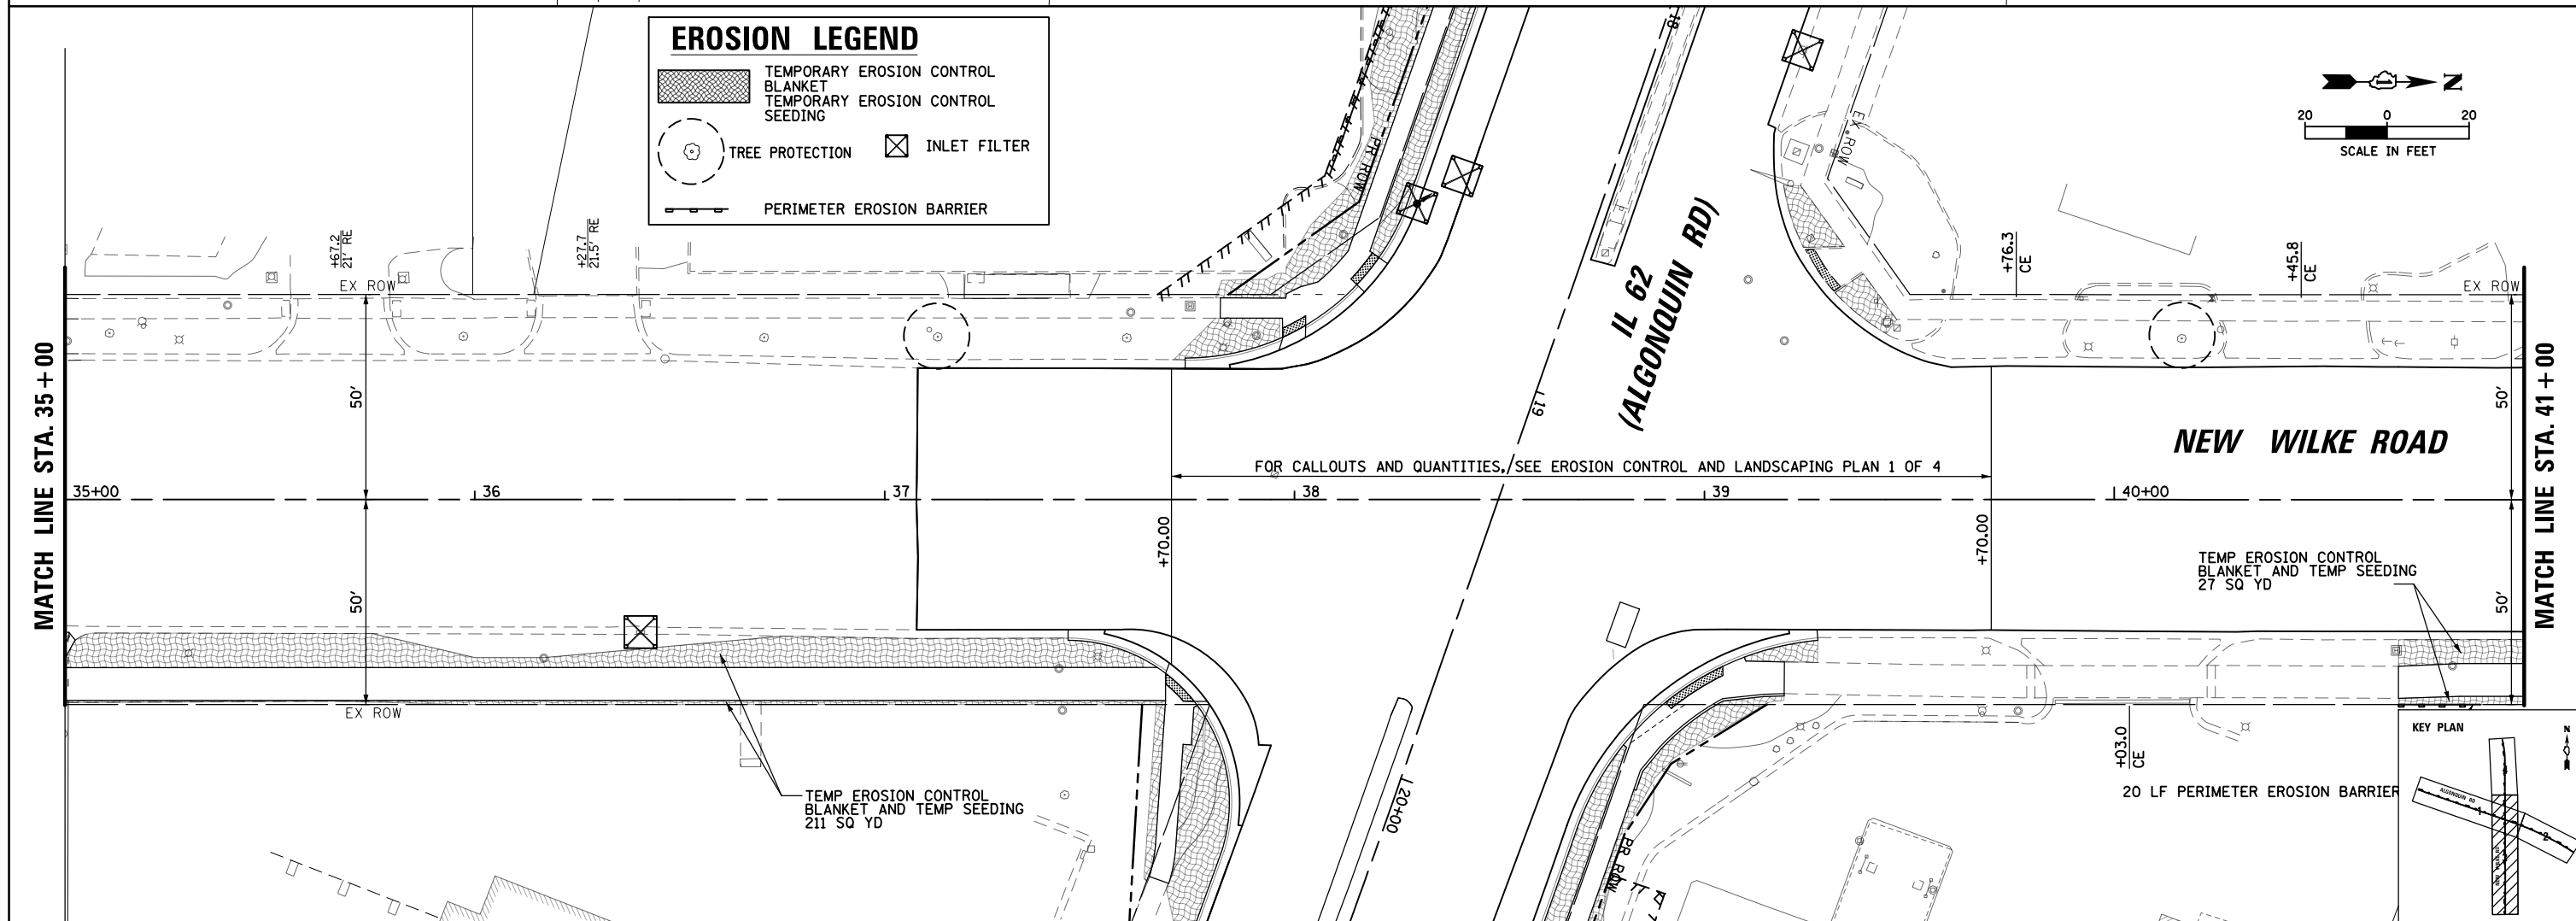 EROSION LEGEND
TEMPORARY EROSION CONTROL
BLANKET
TEMPORARY EROSION CONTROL
SEEDING
TREE PROTECTION
INLET FILTER
PERIMETER EROSION BARRIER
N
20 0 20
SCALE IN FEET
18
PR ROW
EX. ROW
IL 62
(ALGONQUIN RD)
+67.2
21' RE
+27.7
21.5' RE
EX ROW
+76.3
CE
+45.8
CE
EX ROW
MATCH LINE STA. 35+00
50'
50'
L 19
NEW WILKE ROAD
50'
50'
MATCH LINE STA. 41+00
FOR CALLOUTS AND QUANTITIES, SEE EROSION CONTROL AND LANDSCAPING PLAN 1 OF 4
35+00
36
37
38
39
40+00
+70.00
+70.00
TEMP EROSION CONTROL
BLANKET AND TEMP SEEDING
27 SQ YD
EX ROW
TEMP EROSION CONTROL
BLANKET AND TEMP SEEDING
211 SQ YD
L 20+00
PR ROW
+03.0
CE
20 LF PERIMETER EROSION BARRIER
KEY PLAN
N
ALGONQUIN RD
2